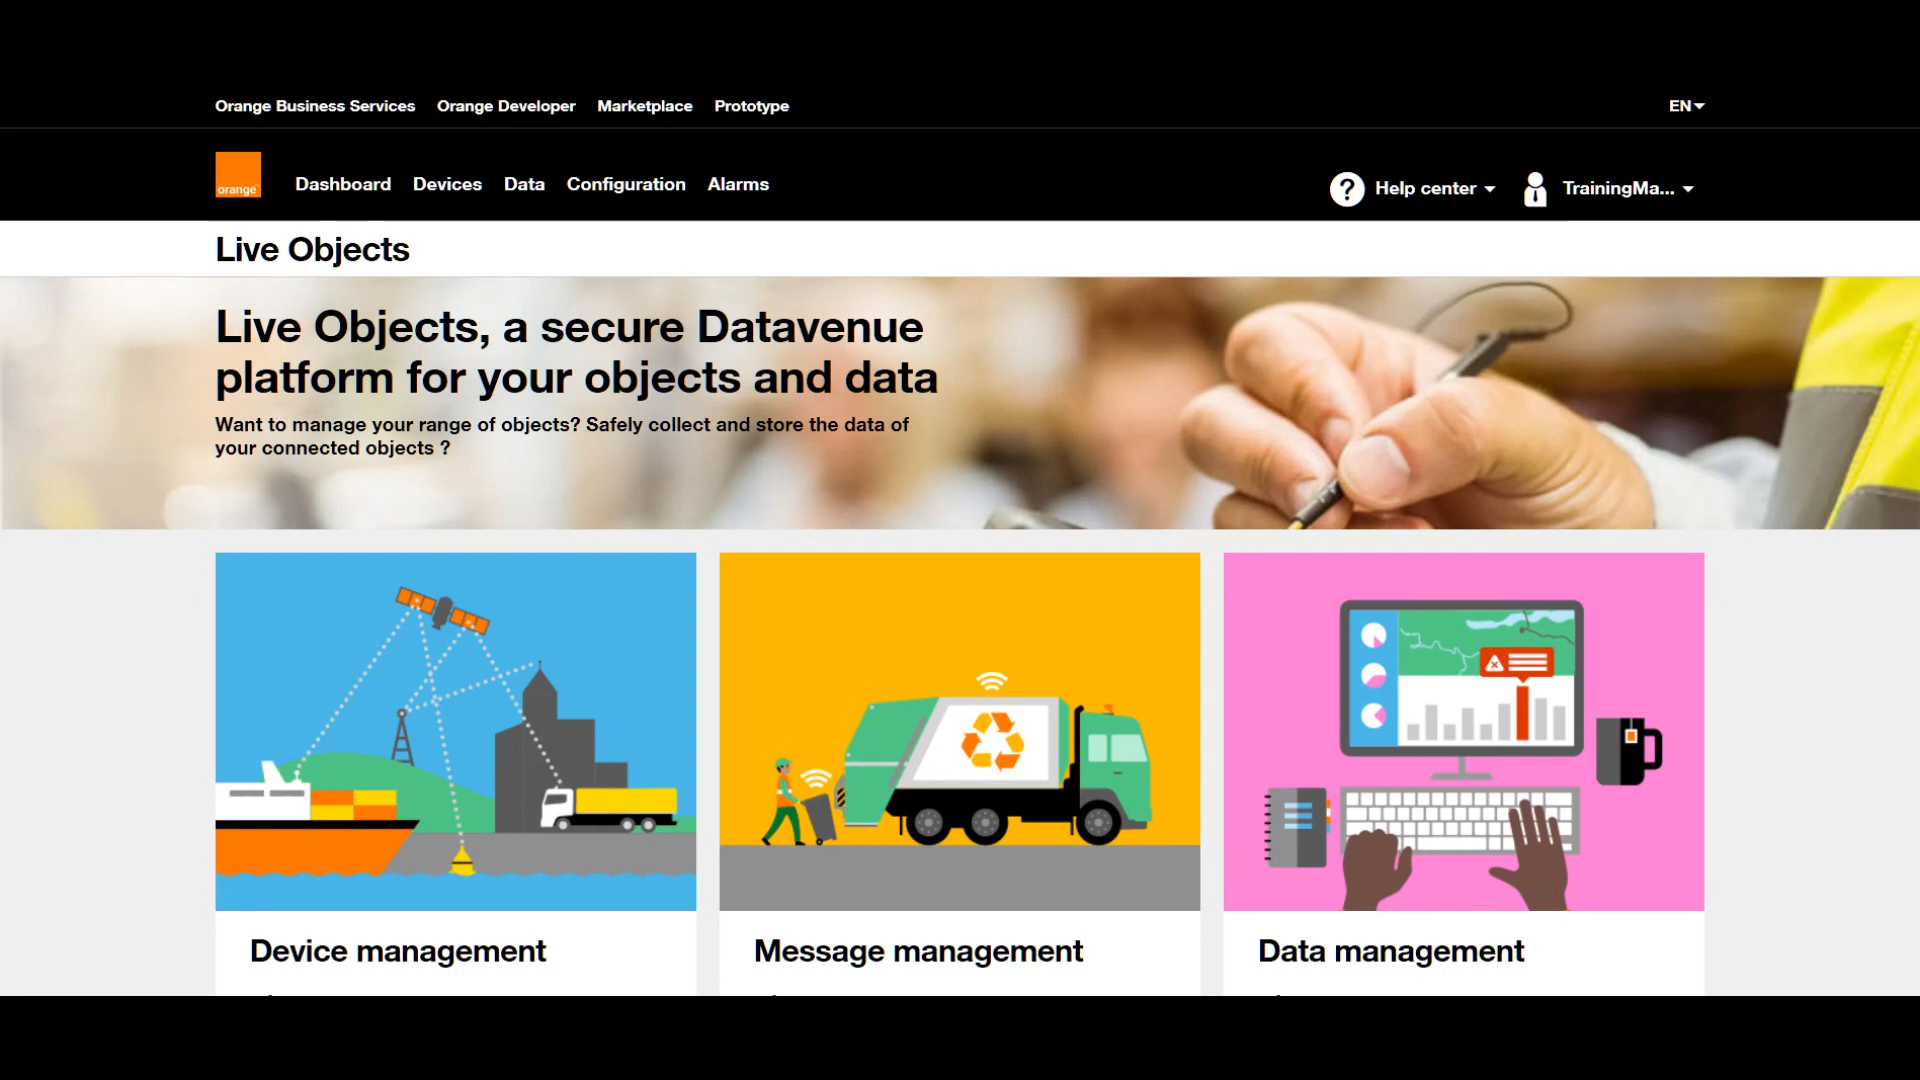 Orange Business Services Orange Developer Marketplace Prototype EN
orange Dashboard Devices Data Configuration Alarms Help center TrainingMa...
Live Objects
Live Objects, a secure Datavenue
platform for your objects and data
Want to manage your range of objects? Safely collect and store the data of
your connected objects ?
Device management Message management Data management